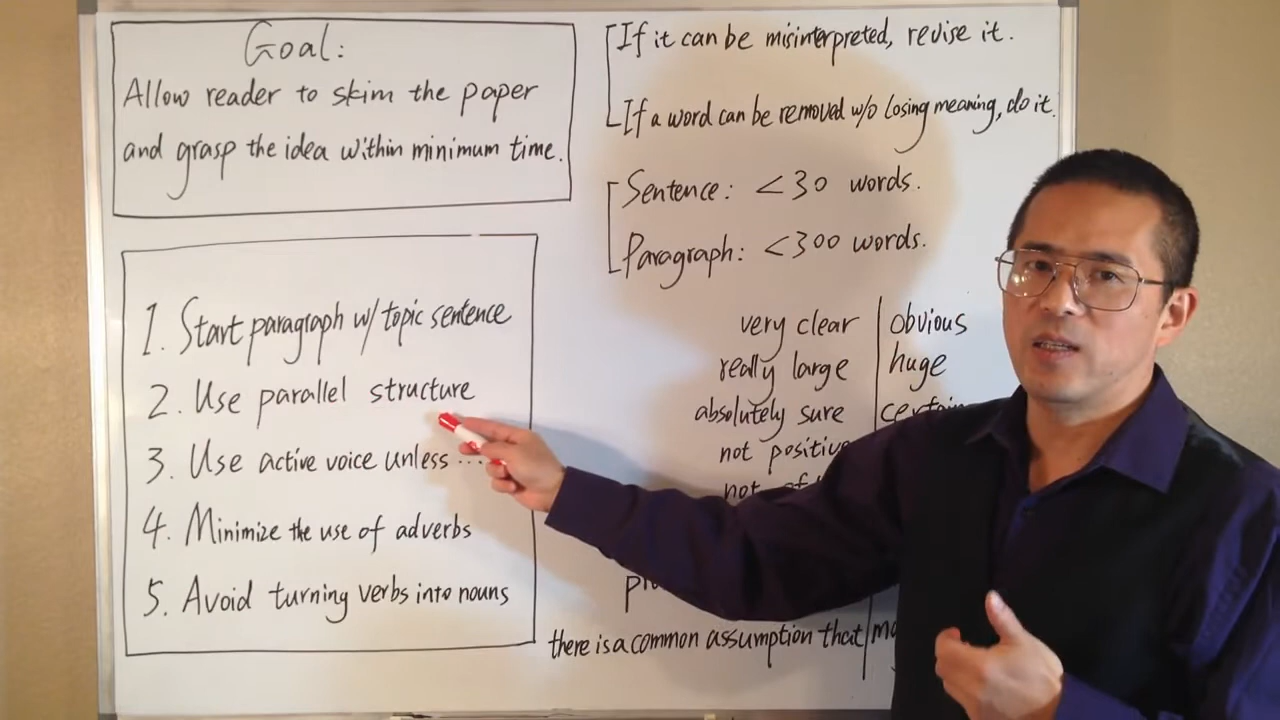 Goal:
Allow reader to skim the paper
and grasp the idea within minimum time.
1. Start paragraph w/ topic sentence
2. Use parallel structure
3. Use active voice unless ...
4. Minimize the use of adverbs
5. Avoid turning verbs into nouns
If it can be misinterpreted, revise it.
If a word can be removed w/o losing meaning, do it.
Sentence: <30 words.
Paragraph: <300 words.
very clear obvious
really large huge
absolutely sure
not
not
there is a common assumption that